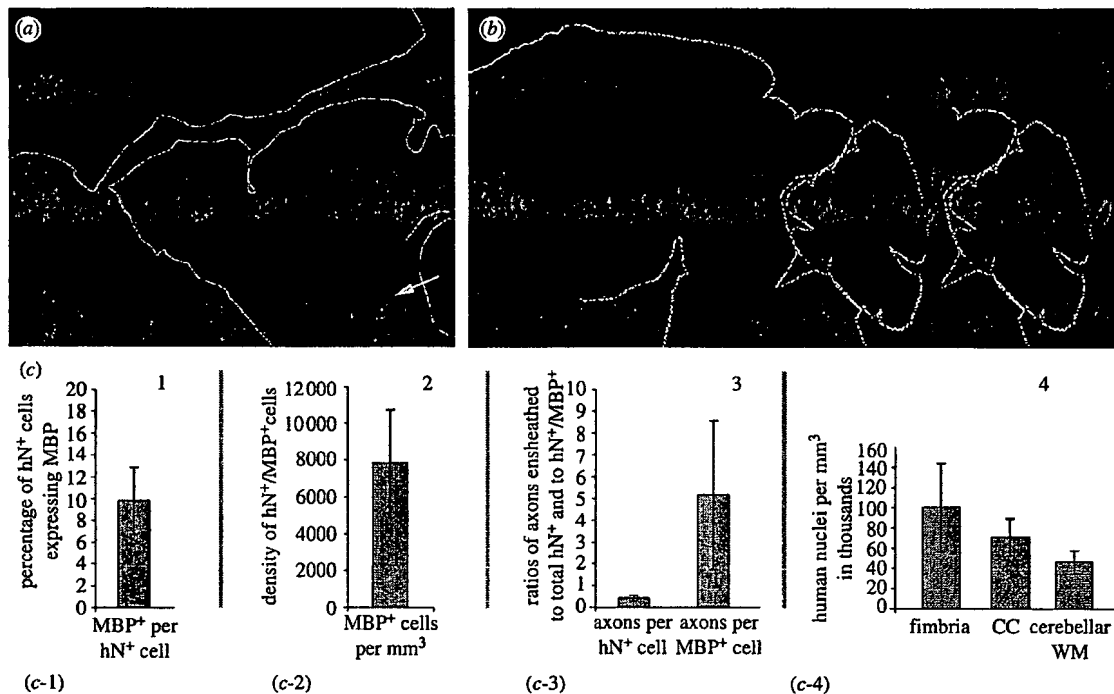 (a)
(b)
(c)
1
percentage of hN⁺ cells
expressing MBP
20
18
16
14
12
10
8
6
4
2
0
MBP⁺ per
hN⁺ cell
(c-1)
2
density of hN⁺/MBP⁺cells
12 000
10000
8000
6000
4000
2000
0
MBP⁺ cells
per mm³
(c-2)
3
ratios of axons ensheathed
to total hN⁺ and to hN⁺/MBP⁺
10
9
8
7
6
5
4
3
2
1
0
axons per
hN⁺ cell
axons per
MBP⁺ cell
(c-3)
4
human nuclei per mm³
in thousands
160
140
120
100
80
60
40
0
fimbria
CC
cerebellar
WM
(c-4)